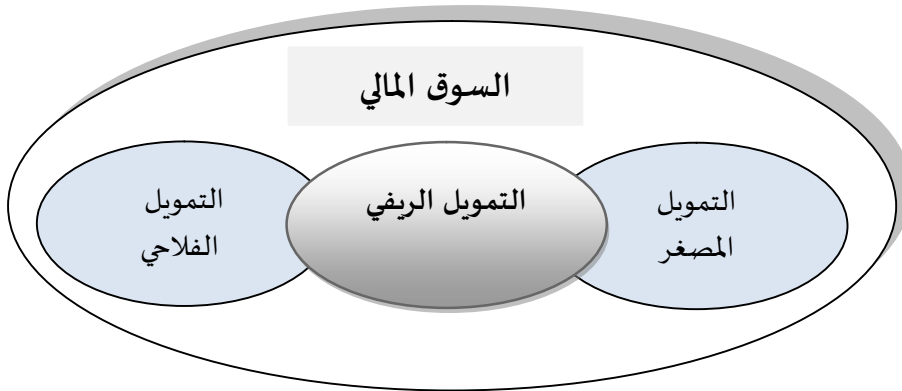 السوق المالي
التمويل
المصغر
التمويل الريفي
التمويل
الفلاحي